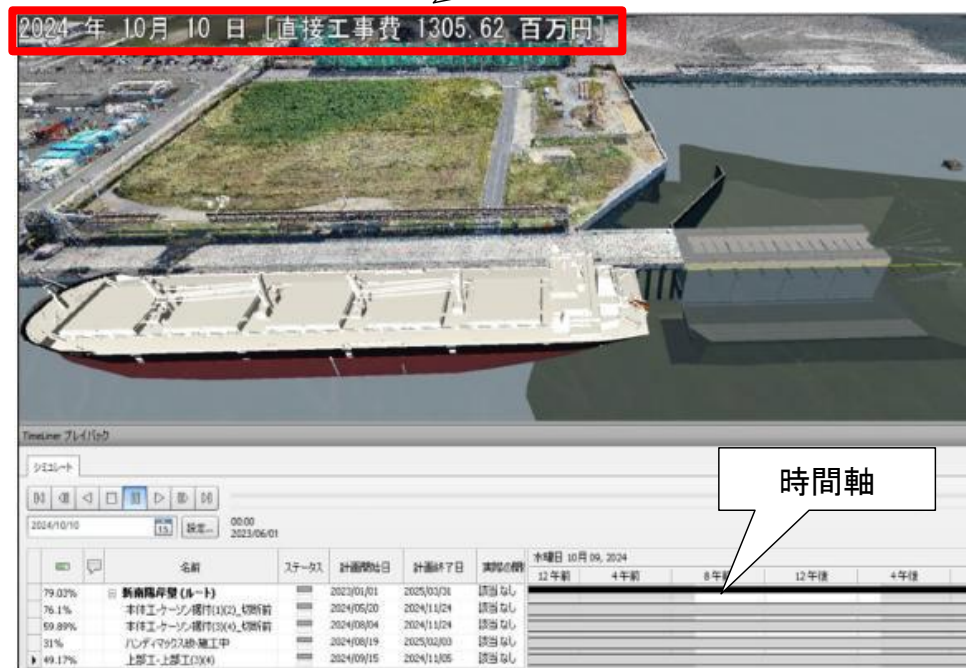 2024 年 10月 10 日 [直接工事費 1305.62 百万円]
TimeLiner プレイバック
シミュレート
時間軸
2024/10/10 15 設定... 00:00
2023/06/01
名前 ステータス 計画開始日 計画終了日 実際の開 水曜日 10月 09, 2024
12 午前 4 午前 8 午前 12 午後 4 午後
79.03% 新南陽岸壁 (ルート) 2023/01/01 2025/03/31 該当なし
76.1% 本体工-ケーソン据付(1)(2)_切断前 2024/05/20 2024/11/24 該当なし
59.89% 本体工-ケーソン据付(3)(4)_切断前 2024/08/04 2024/11/24 該当なし
31% ハンディマックス級-施工中 2024/08/19 2025/02/03 該当なし
49.17% 上部工-上部工(3)(4) 2024/09/15 2024/11/05 該当なし